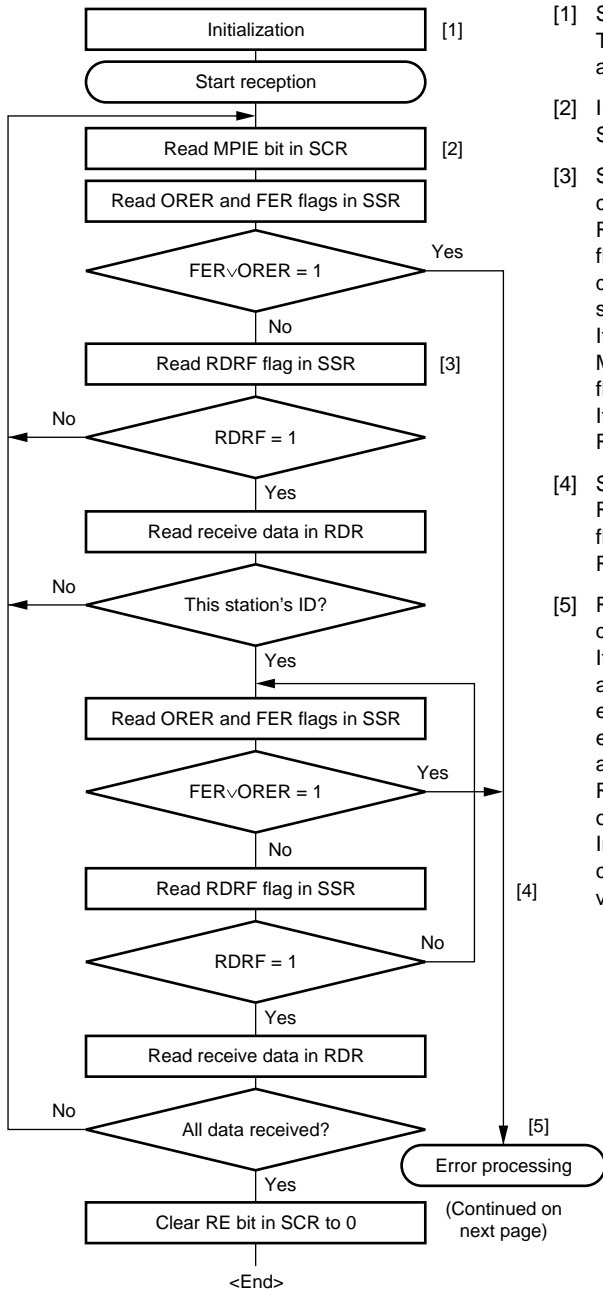 Initialization
[1]
Start reception
Read MPIE bit in SCR
[2]
Read ORER and FER flags in SSR
FER∨ORER = 1
Yes
No
Read RDRF flag in SSR
[3]
RDRF = 1
No
Yes
Read receive data in RDR
This station's ID?
No
Yes
Read ORER and FER flags in SSR
FER∨ORER = 1
Yes
No
Read RDRF flag in SSR
[4]
RDRF = 1
No
Yes
Read receive data in RDR
All data received?
No
Yes
[5]
Error processing
(Continued on
next page)
Clear RE bit in SCR to 0
<End>
[1] S
T
a
[2] I
S
[3] S
c
R
f
c
s
I
M
f
I
R
[4] S
R
f
R
[5] R
c
I
a
e
e
a
R
c
I
c
v